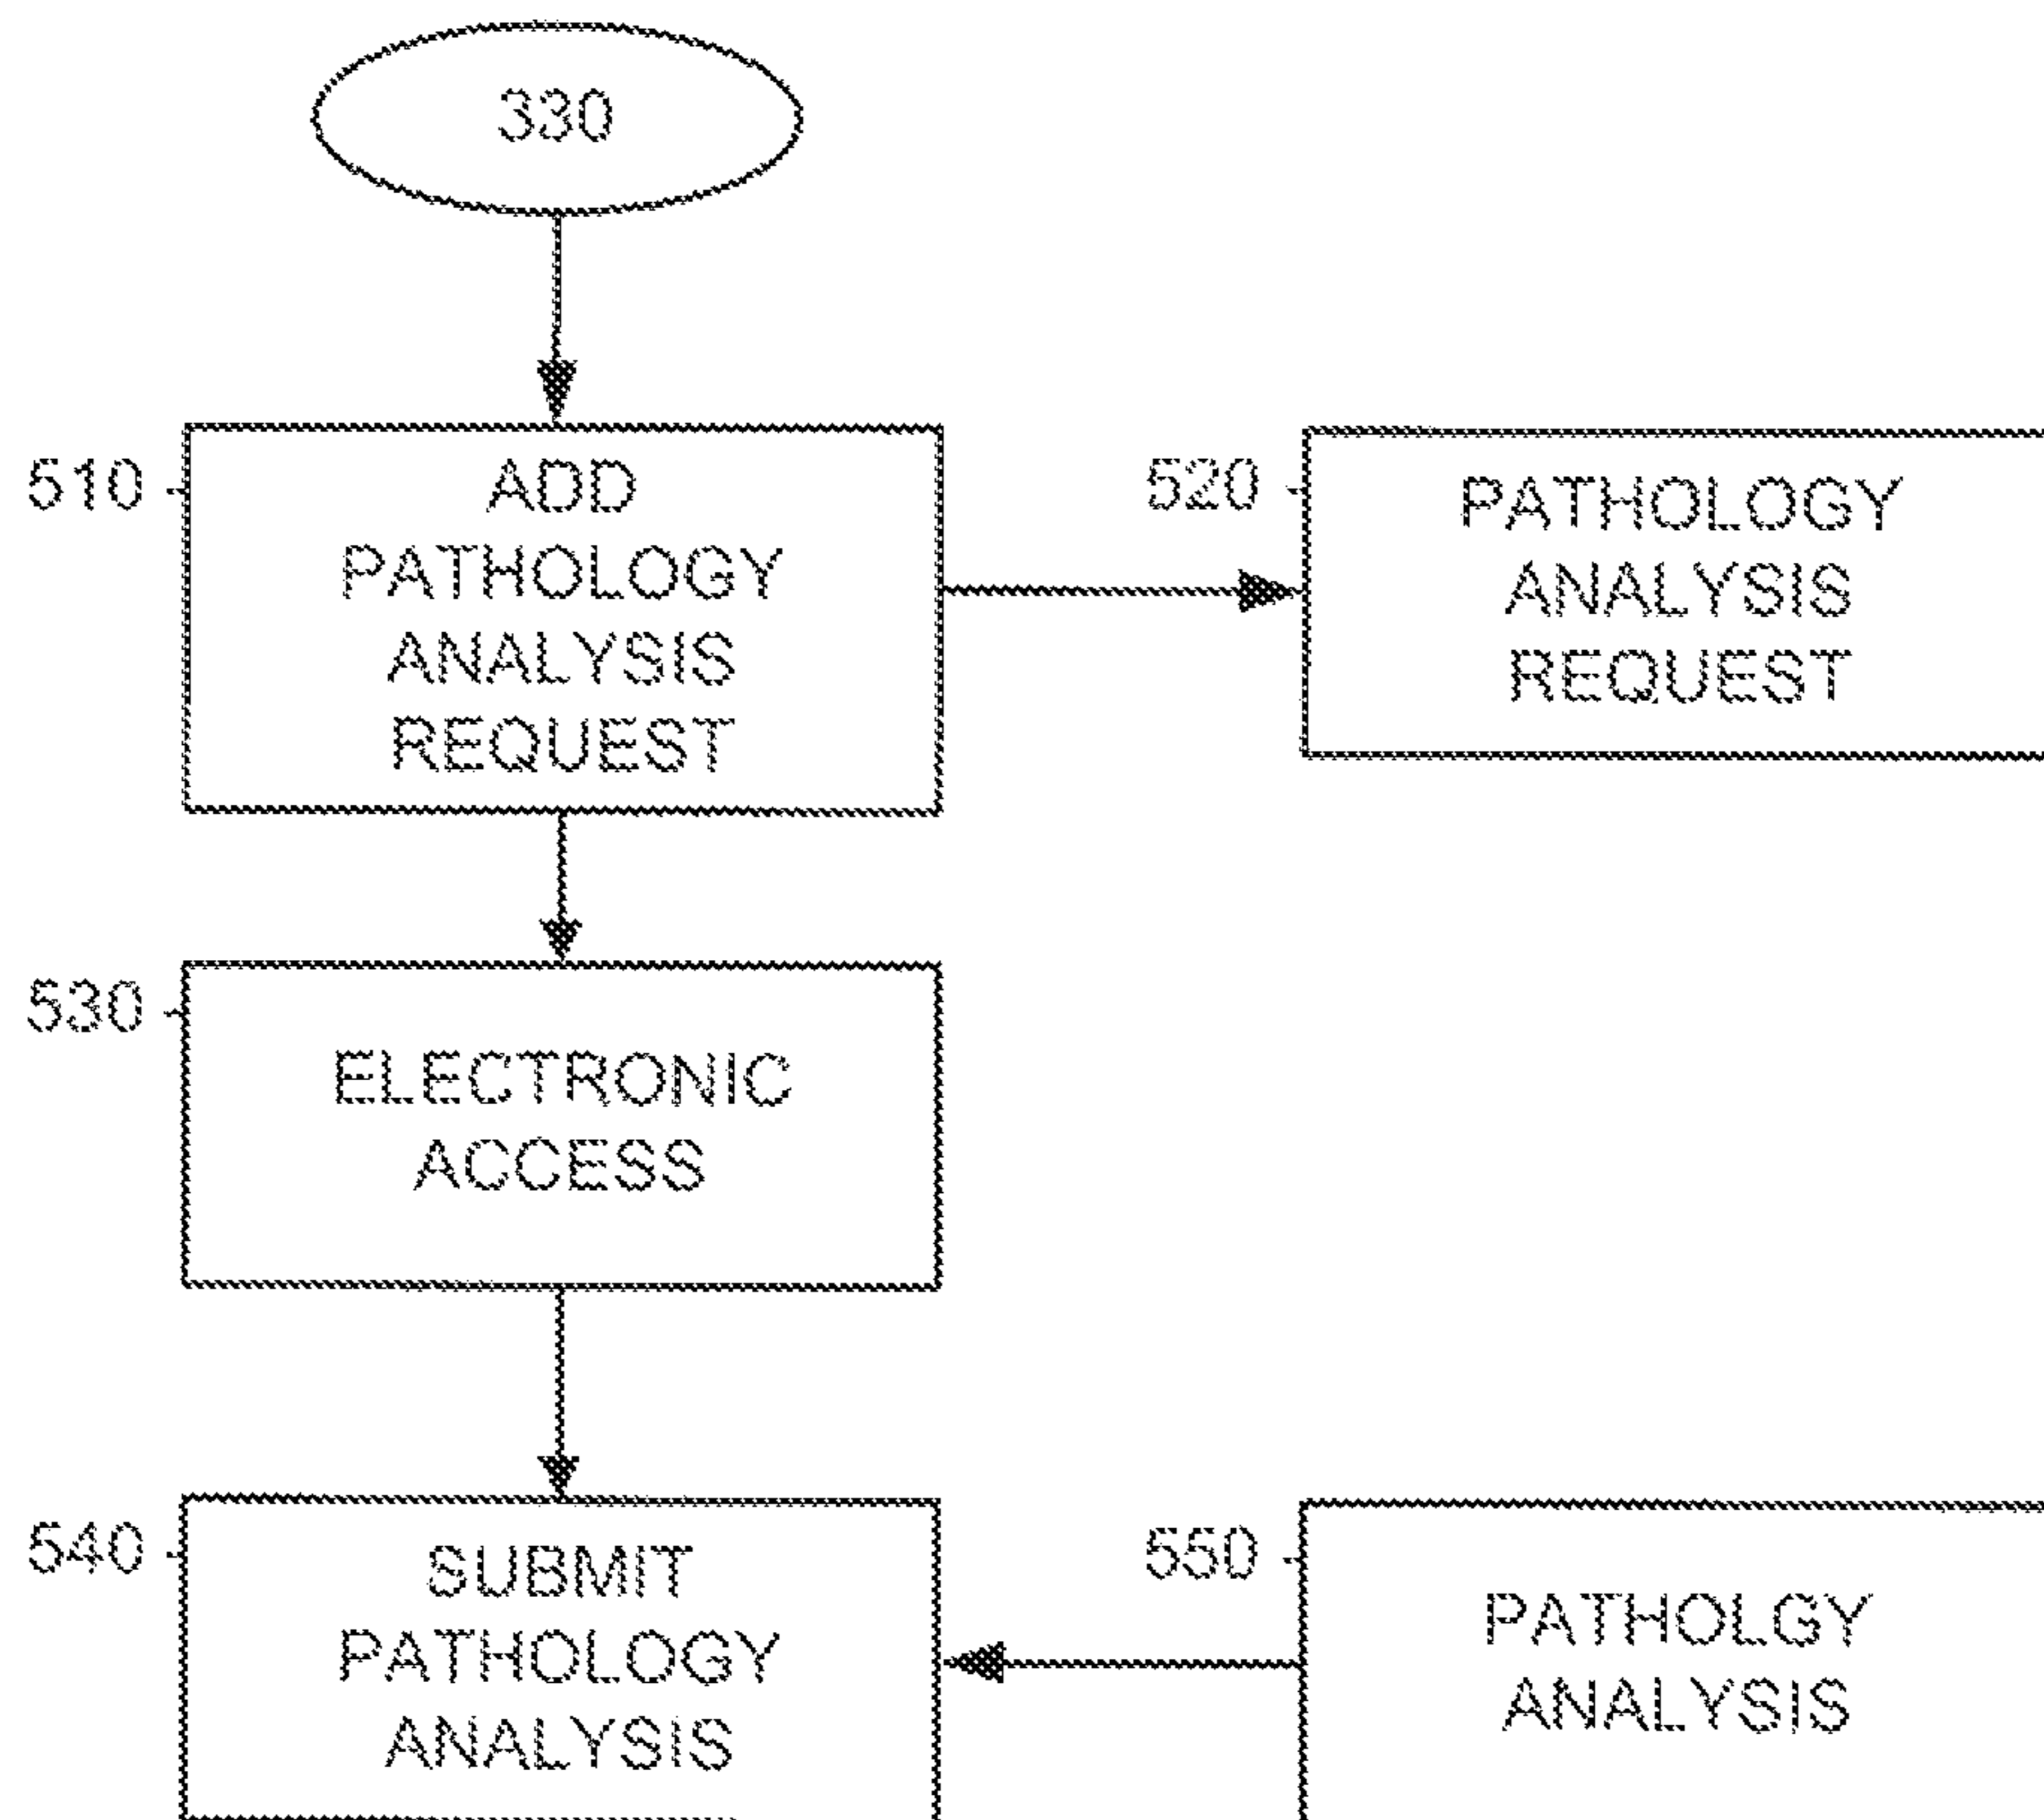 330
510
ADD
PATHOLOGY
ANALYSIS
REQUEST
520
PATHOLOGY
ANALYSIS
REQUEST
530
ELECTRONIC
ACCESS
540
SUBMIT
PATHOLOGY
ANALYSIS
550
PATHOLGY
ANALYSIS